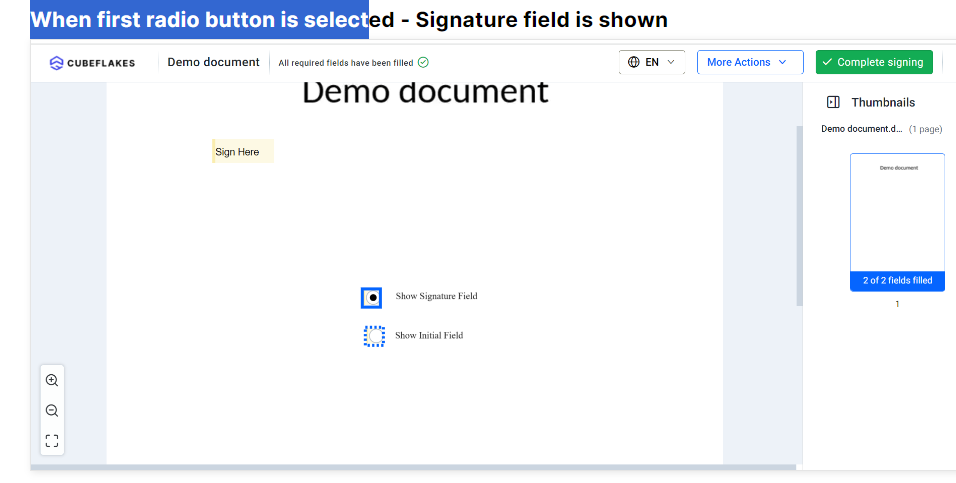 When first radio button is selected - Signature field is shown
CUBEFLAKES Demo document All required fields have been filled EN More Actions Complete signing
Demo document
Thumbnails
Demo document.d... (1 page)
Sign Here
Demo document
2 of 2 fields filled
1
Show Signature Field
Show Initial Field